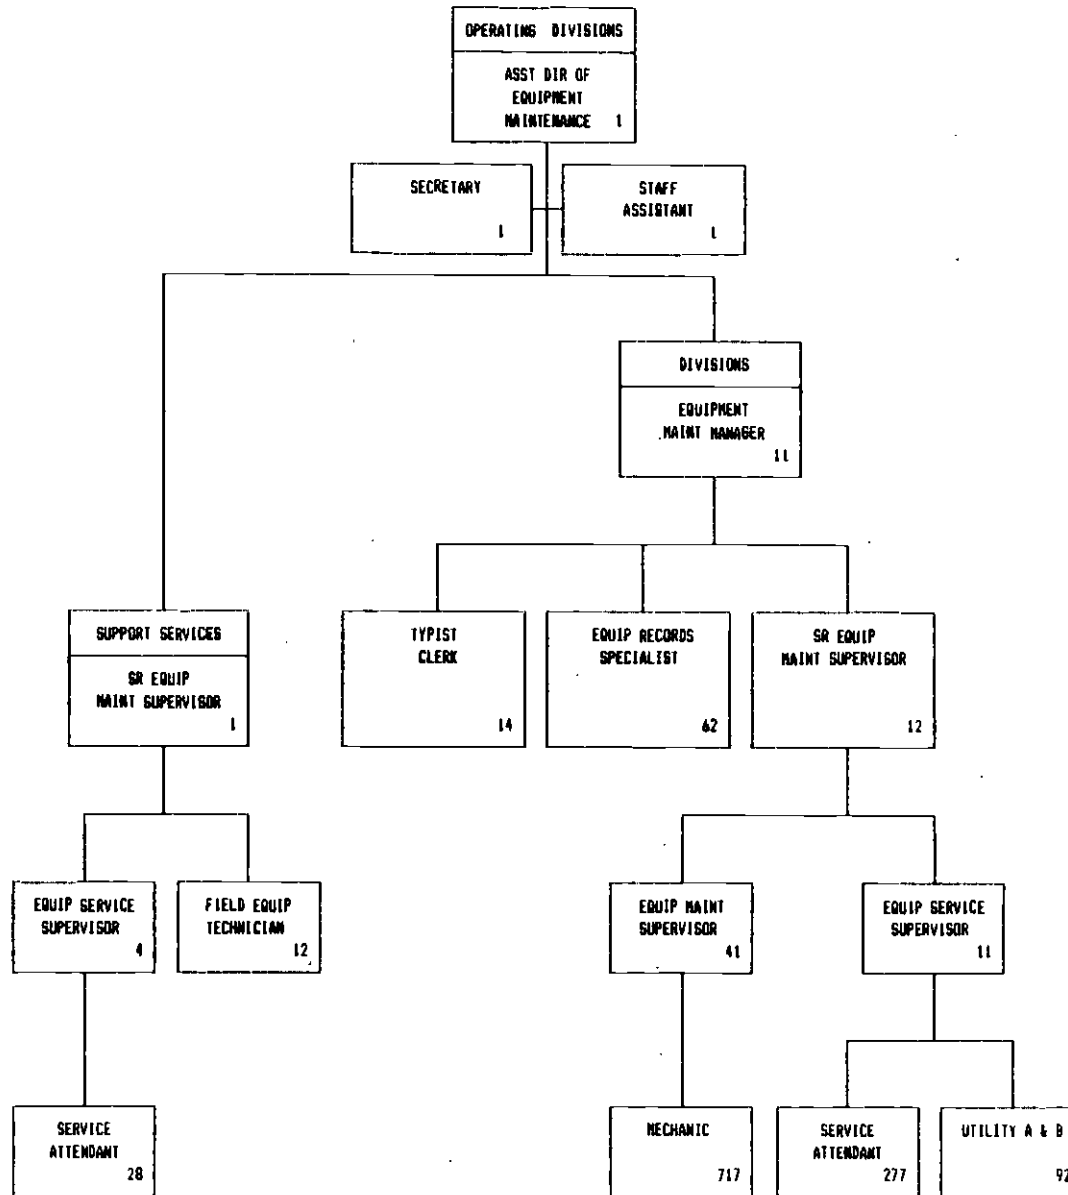 OPERATING DIVISIONS
ASST DIR OF
EQUIPMENT
MAINTENANCE 1
SECRETARY
1
STAFF
ASSISTANT
1
DIVISIONS
EQUIPMENT
MAINT MANAGER
11
SUPPORT SERVICES
SR EQUIP
MAINT SUPERVISOR
1
TYPIST
CLERK
14
EQUIP RECORDS
SPECIALIST
62
SR EQUIP
MAINT SUPERVISOR
12
EQUIP SERVICE
SUPERVISOR
4
FIELD EQUIP
TECHNICIAN
12
EQUIP MAINT
SUPERVISOR
41
EQUIP SERVICE
SUPERVISOR
11
SERVICE
ATTENDANT
28
MECHANIC
717
SERVICE
ATTENDANT
277
UTILITY A & B
92